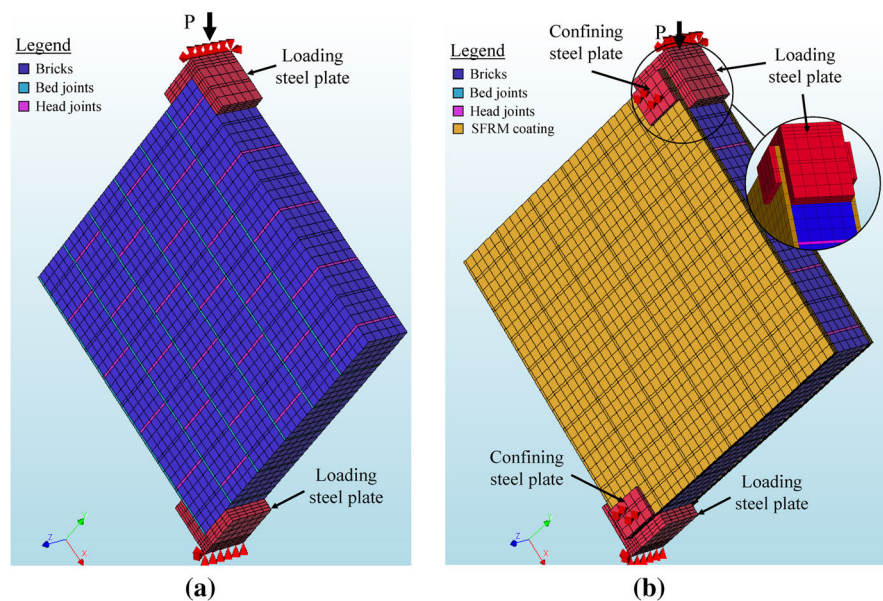 P
Legend
Bricks
Bed joints
Head joints
Loading
steel plate
Loading
steel plate
Z
Y
X
(a)
Confining
steel plate
P
Legend
Bricks
Bed joints
Head joints
SFRM coating
Loading
steel plate
Confining
steel plate
Loading
steel plate
Z
Y
X
(b)